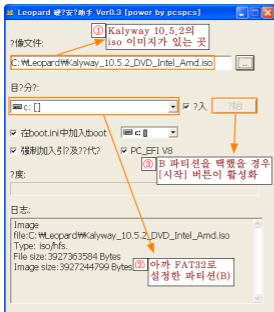 Leopard 硬?安?助手 Ver0.3 [power by pcspcs]
① Kalyway 10.5.2의
iso 이미지가 있는 곳
?像文件:
C:\Leopard\Kalyway_10.5.2_DVD_Intel_Amd.iso
...
目?分?:
c: []
?入
?始
在boot.ini中加入tboot
c: []
强制加入引?及??代?
PC_EFI V8
③ B 파티션을 택했을 경우
[시작] 버튼이 활성화
?度:
日志:
Image
file:C:\Leopard\Kalyway_10.5.2_DVD_Intel_Amd.iso
Type: iso/hfs.
File size:3927363584 Bytes
Image size:3927244799 Bytes
② 아까 FAT32로
설정한 파티션(B)